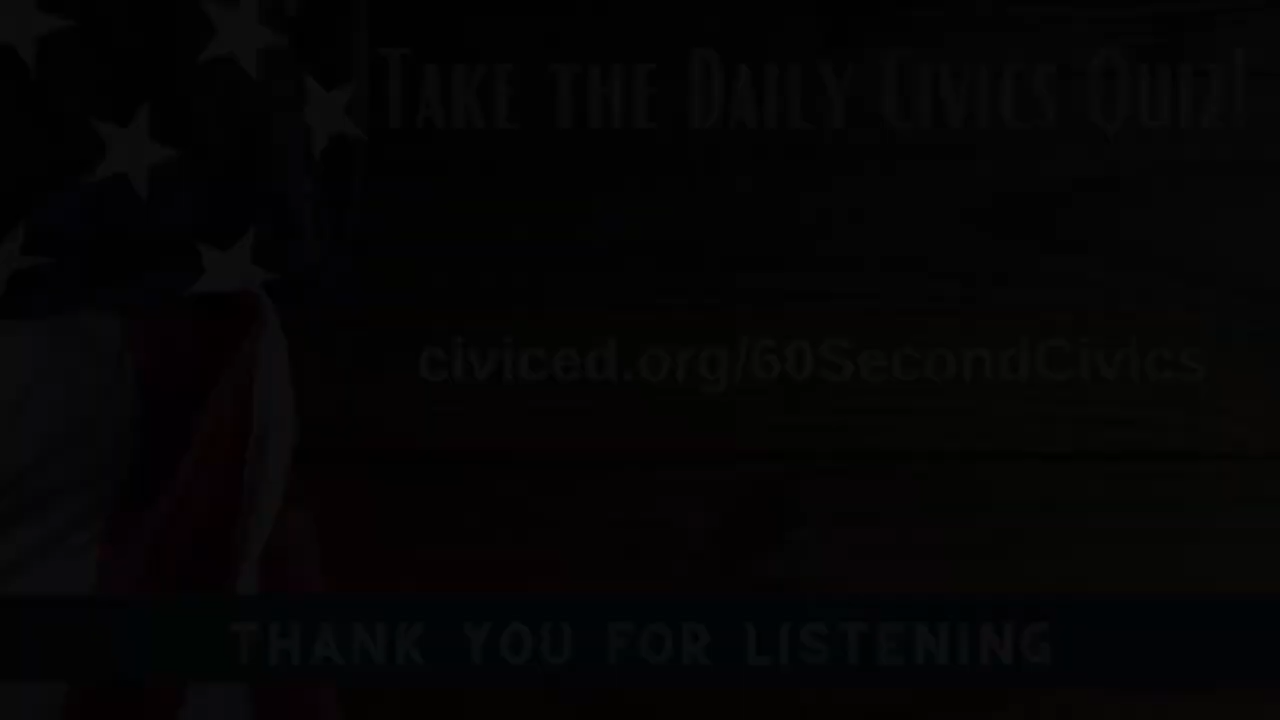 Take the Daily Civics Quiz!
civiced.org/60SecondCivics
THANK YOU FOR LISTENING